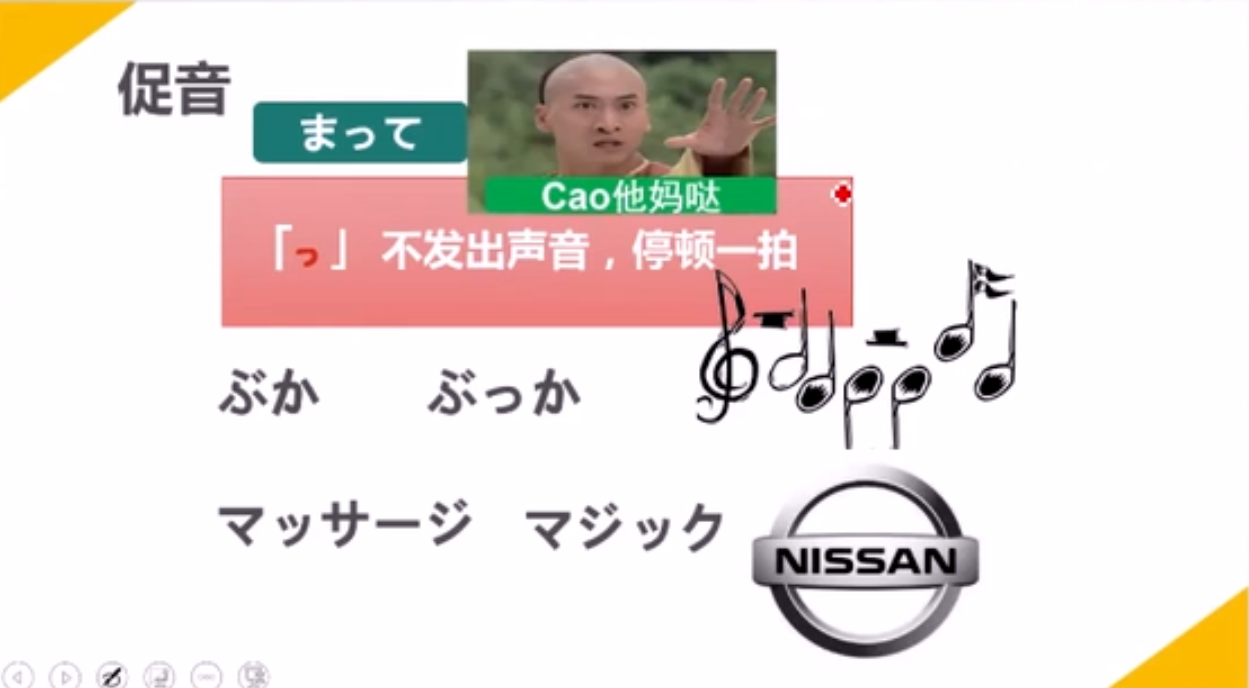 促音
まって
Cao他妈哒
「っ」 不发出声音，停顿一拍
ぶか ぶっか
マッサージ マジック
NISSAN